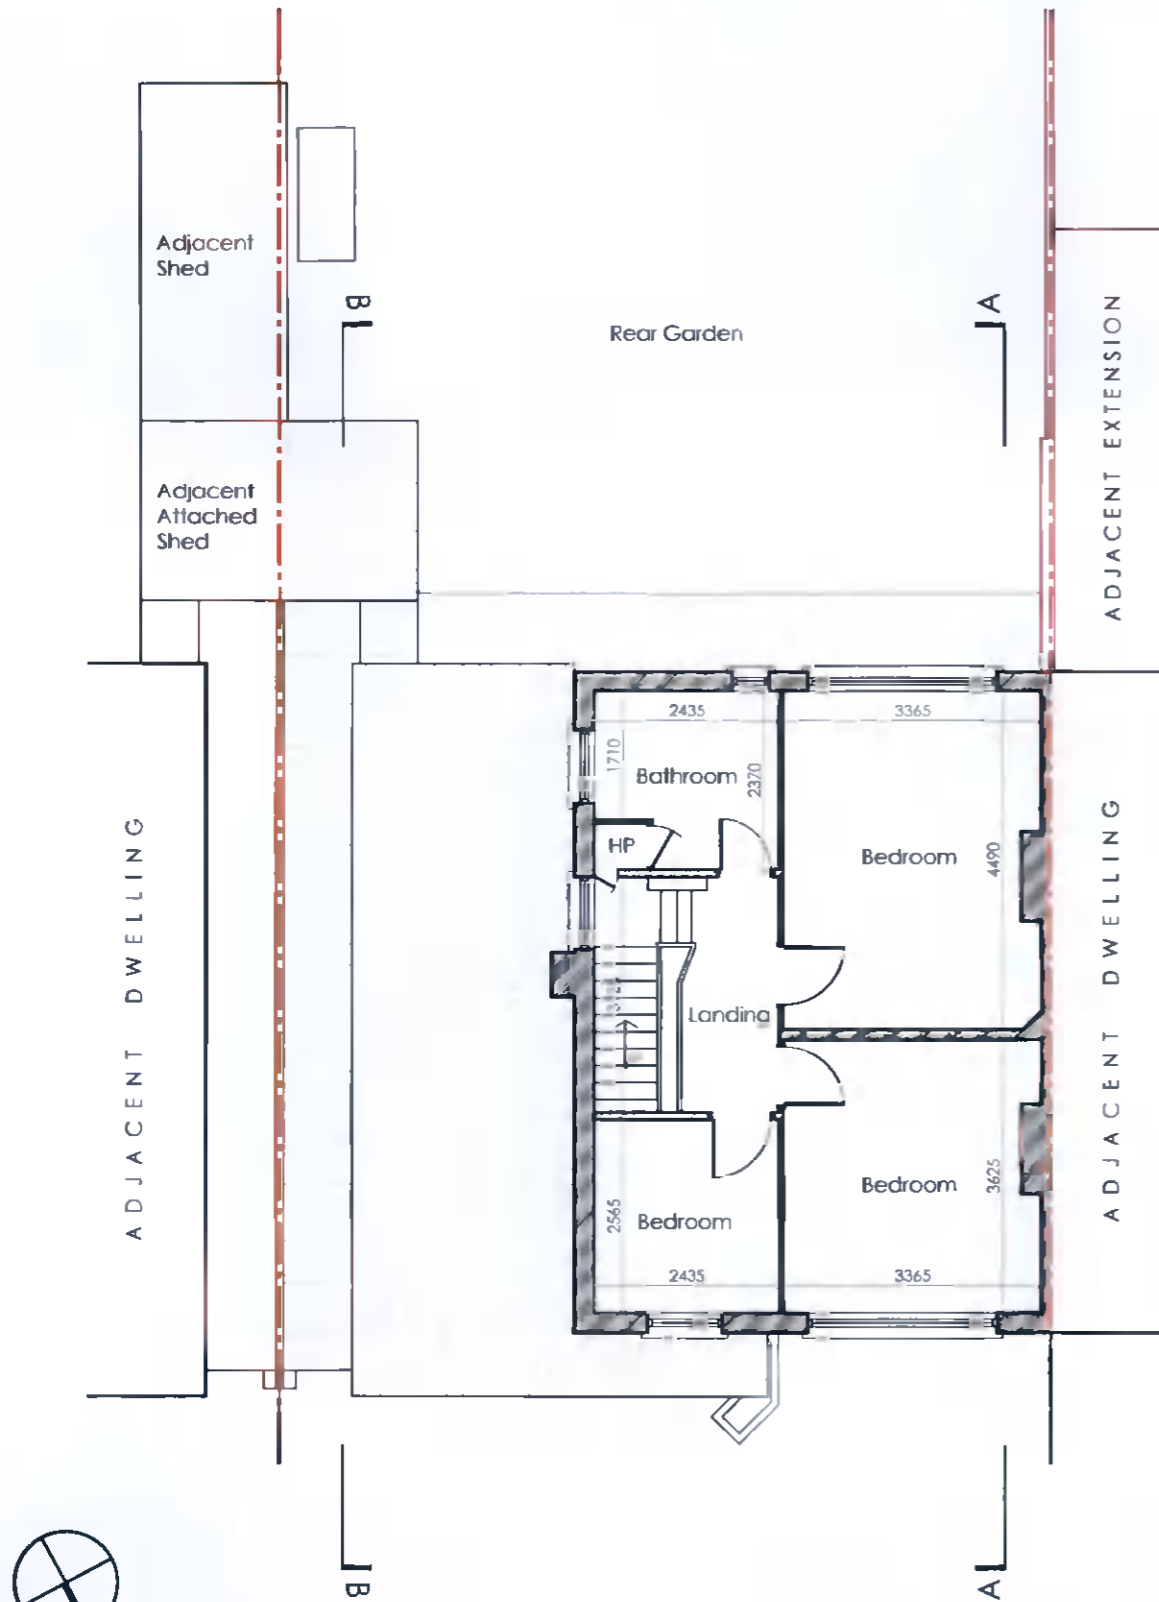 Adjacent
Shed
B
A
Rear Garden
ADJACENT EXTENSION
Adjacent
Attached
Shed
2435
3365
1710
Bathroom
2370
HP
Bedroom
4490
ADJACENT DWELLING
ADJACENT DWELLING
Landing
Bedroom
3625
2565
Bedroom
2435
3365
B
A